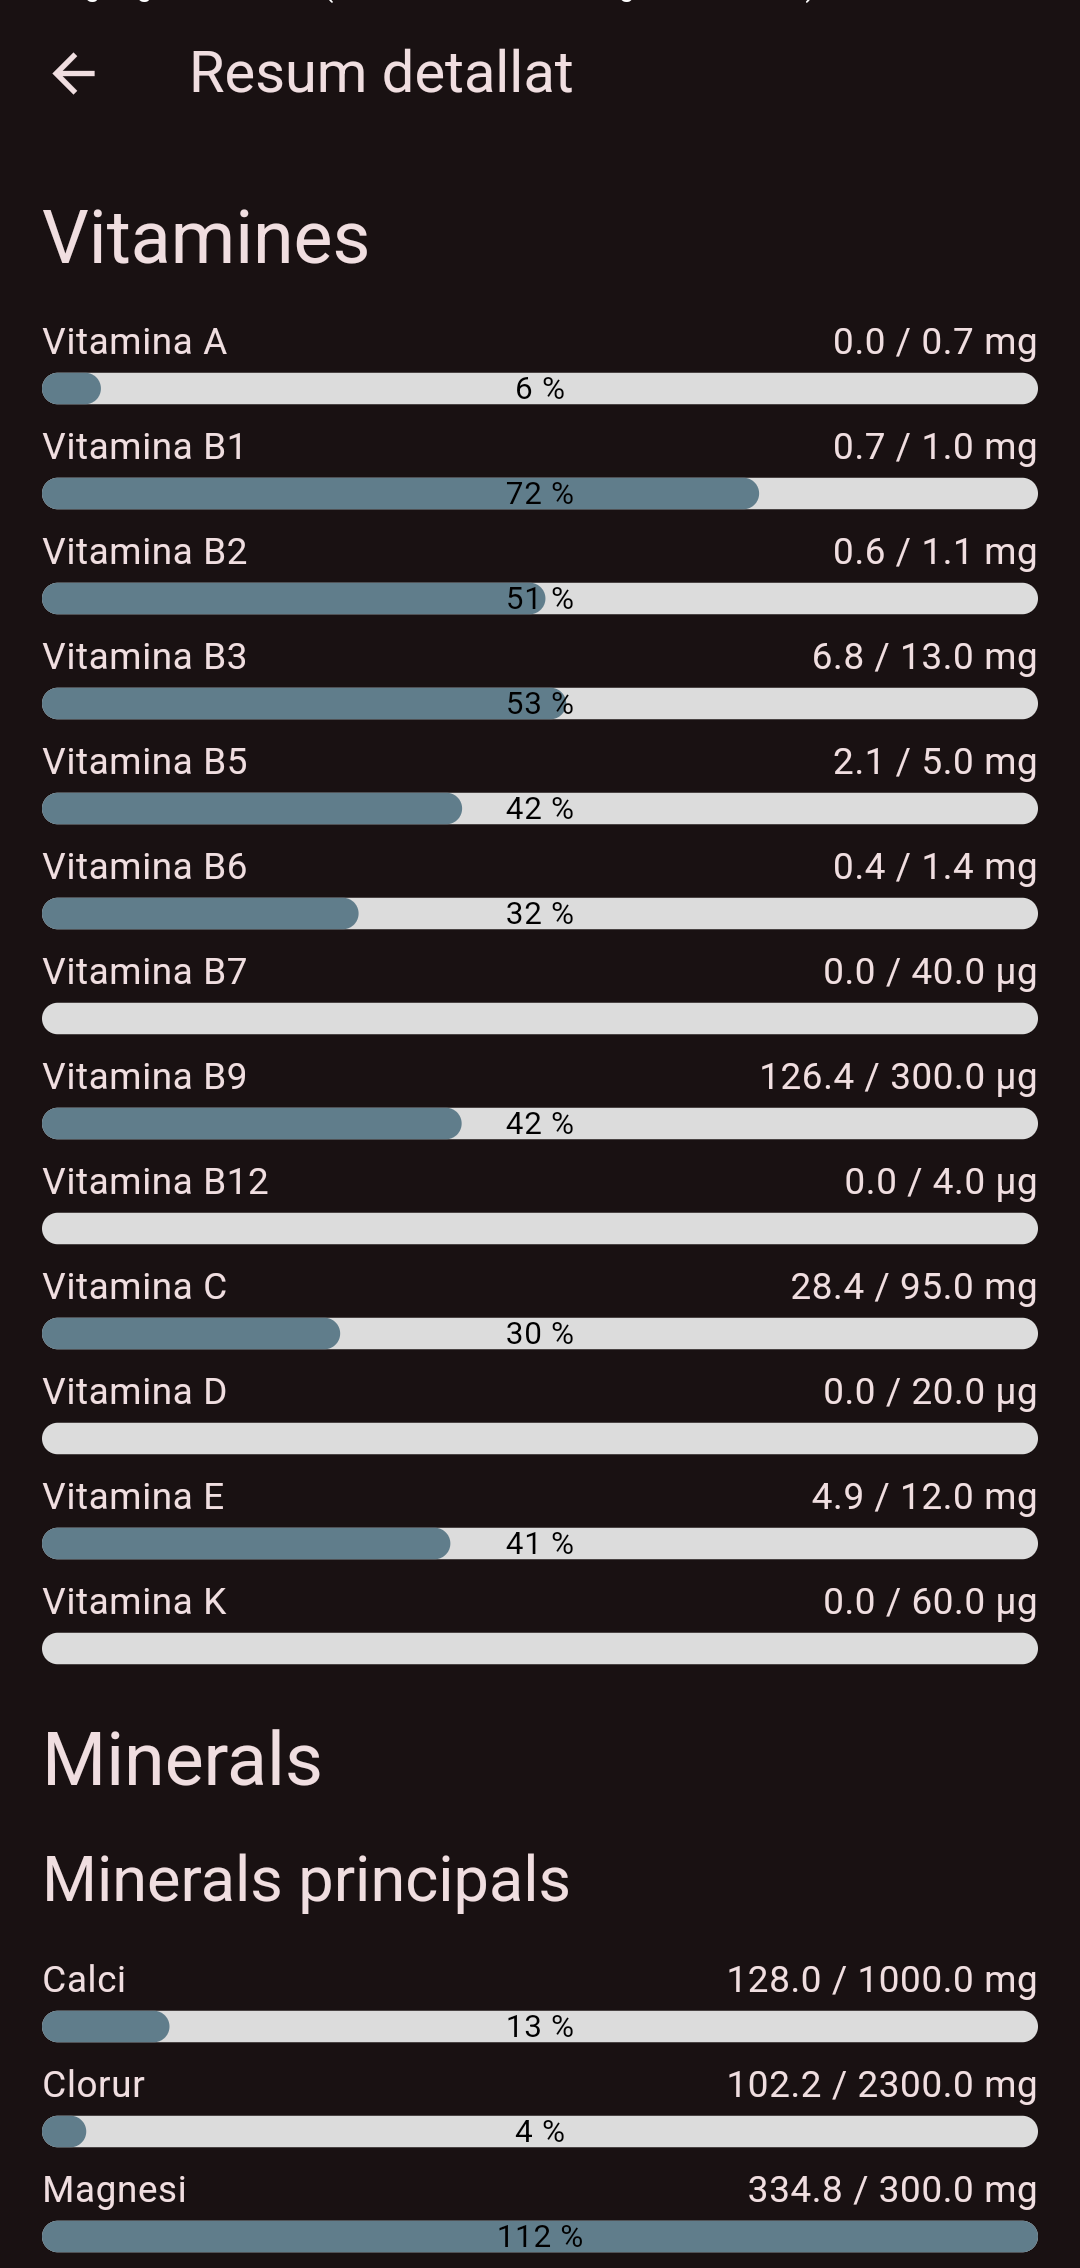 Resum detallat
Vitamines
Vitamina A 0.0 / 0.7 mg
6 %
Vitamina B1 0.7 / 1.0 mg
72 %
Vitamina B2 0.6 / 1.1 mg
51 %
Vitamina B3 6.8 / 13.0 mg
53 %
Vitamina B5 2.1 / 5.0 mg
42 %
Vitamina B6 0.4 / 1.4 mg
32 %
Vitamina B7 0.0 / 40.0 µg
Vitamina B9 126.4 / 300.0 µg
42 %
Vitamina B12 0.0 / 4.0 µg
Vitamina C 28.4 / 95.0 mg
30 %
Vitamina D 0.0 / 20.0 µg
Vitamina E 4.9 / 12.0 mg
41 %
Vitamina K 0.0 / 60.0 µg
Minerals
Minerals principals
Calci 128.0 / 1000.0 mg
13 %
Clorur 102.2 / 2300.0 mg
4 %
Magnesi 334.8 / 300.0 mg
112 %